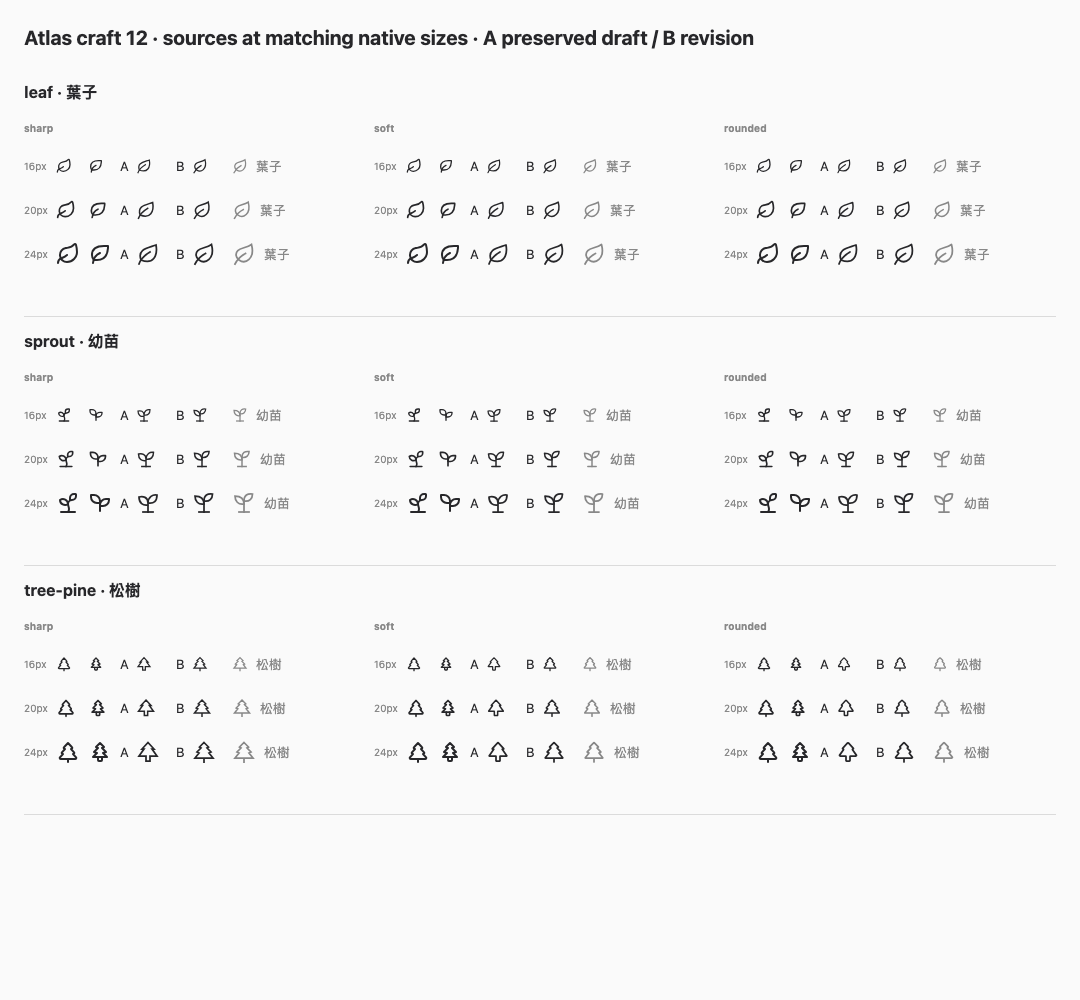 Atlas craft 12 · sources at matching native sizes · A preserved draft / B revision
leaf · 葉子
sharp soft rounded
16px A B 葉子 16px A B 葉子 16px A B 葉子
20px A B 葉子 20px A B 葉子 20px A B 葉子
24px A B 葉子 24px A B 葉子 24px A B 葉子
sprout · 幼苗
sharp soft rounded
16px A B 幼苗 16px A B 幼苗 16px A B 幼苗
20px A B 幼苗 20px A B 幼苗 20px A B 幼苗
24px A B 幼苗 24px A B 幼苗 24px A B 幼苗
tree-pine · 松樹
sharp soft rounded
16px A B 松樹 16px A B 松樹 16px A B 松樹
20px A B 松樹 20px A B 松樹 20px A B 松樹
24px A B 松樹 24px A B 松樹 24px A B 松樹